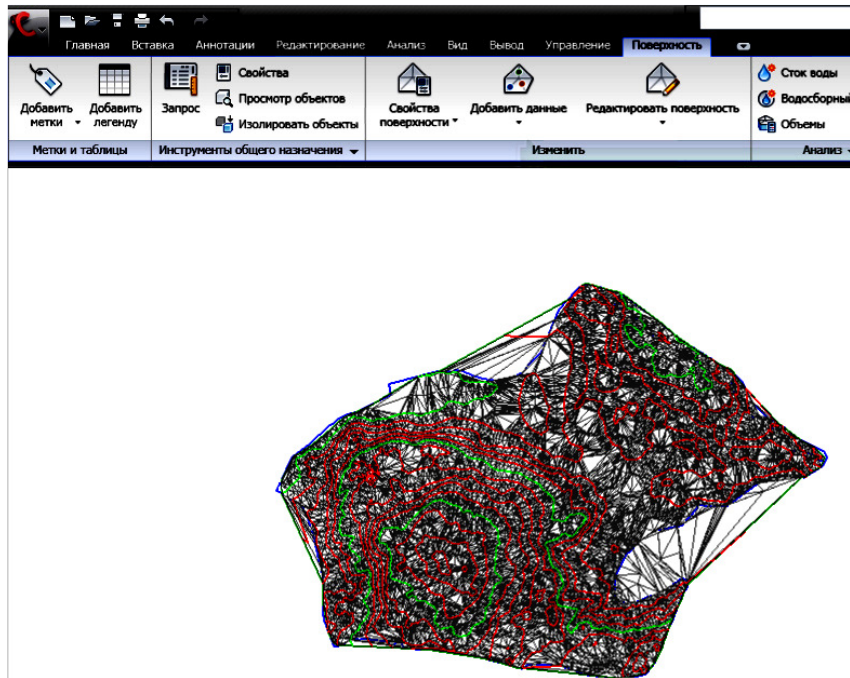 Главная Вставка Аннотации Редактирование Анализ Вид Вывод Управление Поверхность
Добавить метки
Добавить легенду
Запрос
Свойства
Просмотр объектов
Изолировать объекты
Свойства поверхности
Добавить данные
Редактировать поверхность
Сток воды
Водосборный
Объемы
Метки и таблицы
Инструменты общего назначения
Изменить
Анализ